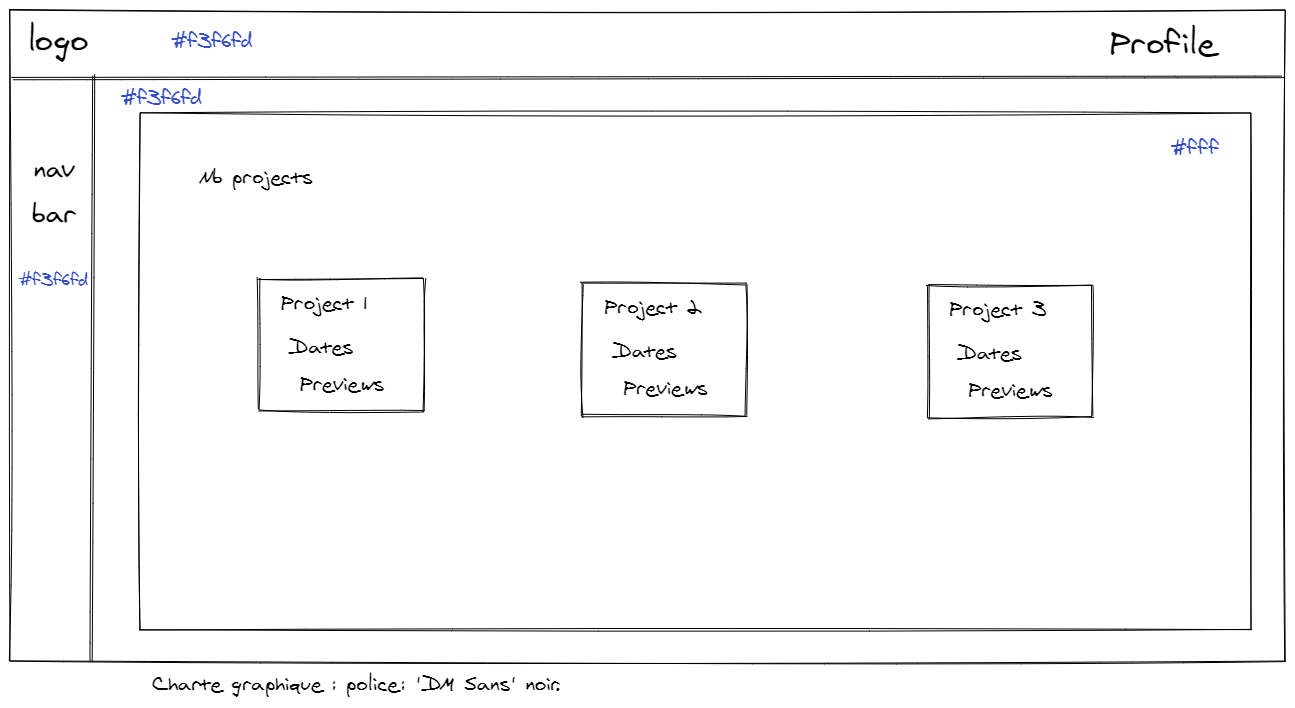 logo
#f3f6fd
Profile
#f3f6fd
#fff
nav
bar
#f3f6fd
Nb projects
Project 1
Dates
Previews
Project 2
Dates
Previews
Project 3
Dates
Previews
Charte graphique : police: 'DM Sans' noir.